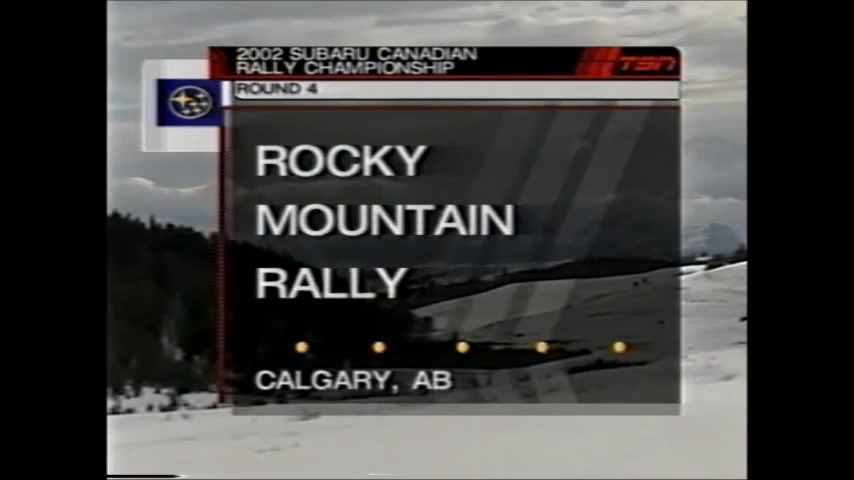 2002 SUBARU CANADIAN
RALLY CHAMPIONSHIP
TSN
ROUND 4
ROCKY
MOUNTAIN
RALLY
CALGARY, AB